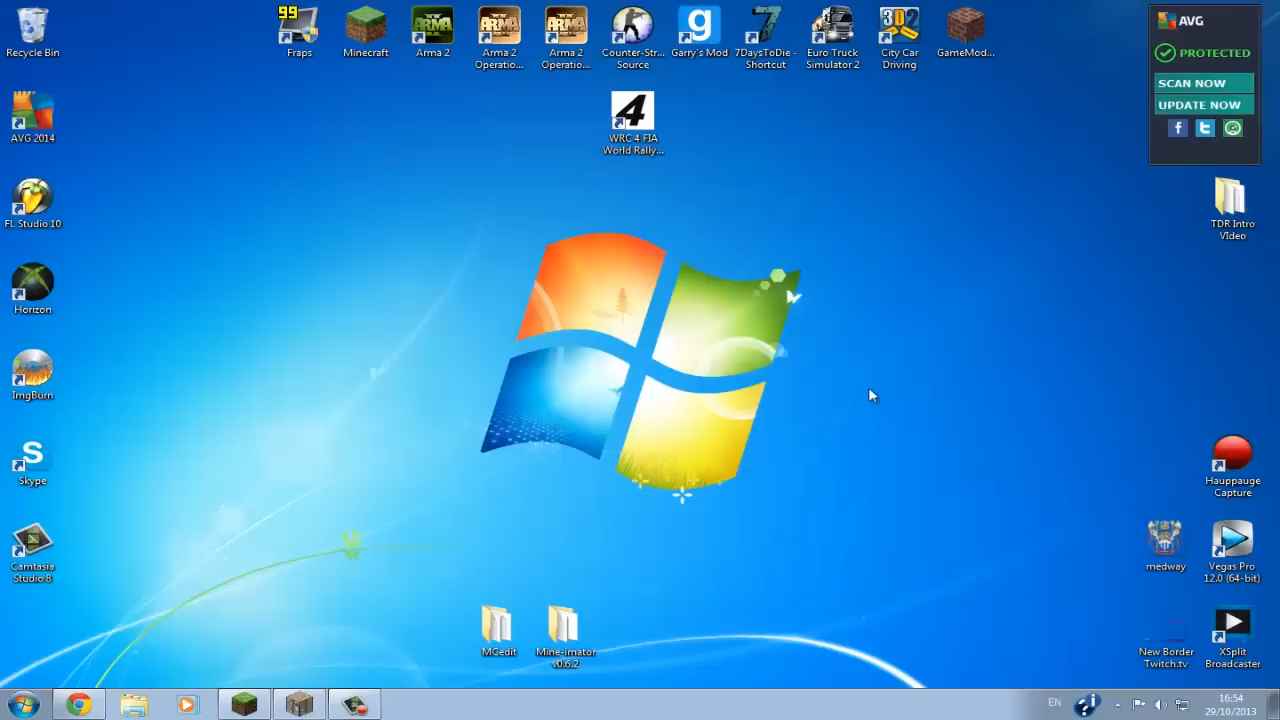 Recycle Bin
99
Fraps
Minecraft
Arma 2
Arma 2
Operatio...
Arma 2
Operatio...
Counter-Str...
Source
g
Garry's Mod
7
7DaysToDie -
Shortcut
Euro Truck
Simulator 2
3D2
City Car
Driving
GameMod...
AVG
PROTECTED
SCAN NOW
UPDATE NOW
AVG 2014
4
WRC 4 FIA
World Rally...
FL Studio 10
TDR Intro
VIdeo
Horizon
ImgBurn
S
Skype
Hauppauge
Capture
Camtasia
Studio 8
medway
Vegas Pro
12.0 (64-bit)
MCedit
Mine-imator
v0.6.2
New Border
Twitch.tv
XSplit
Broadcaster
EN
16:54
29/10/2013